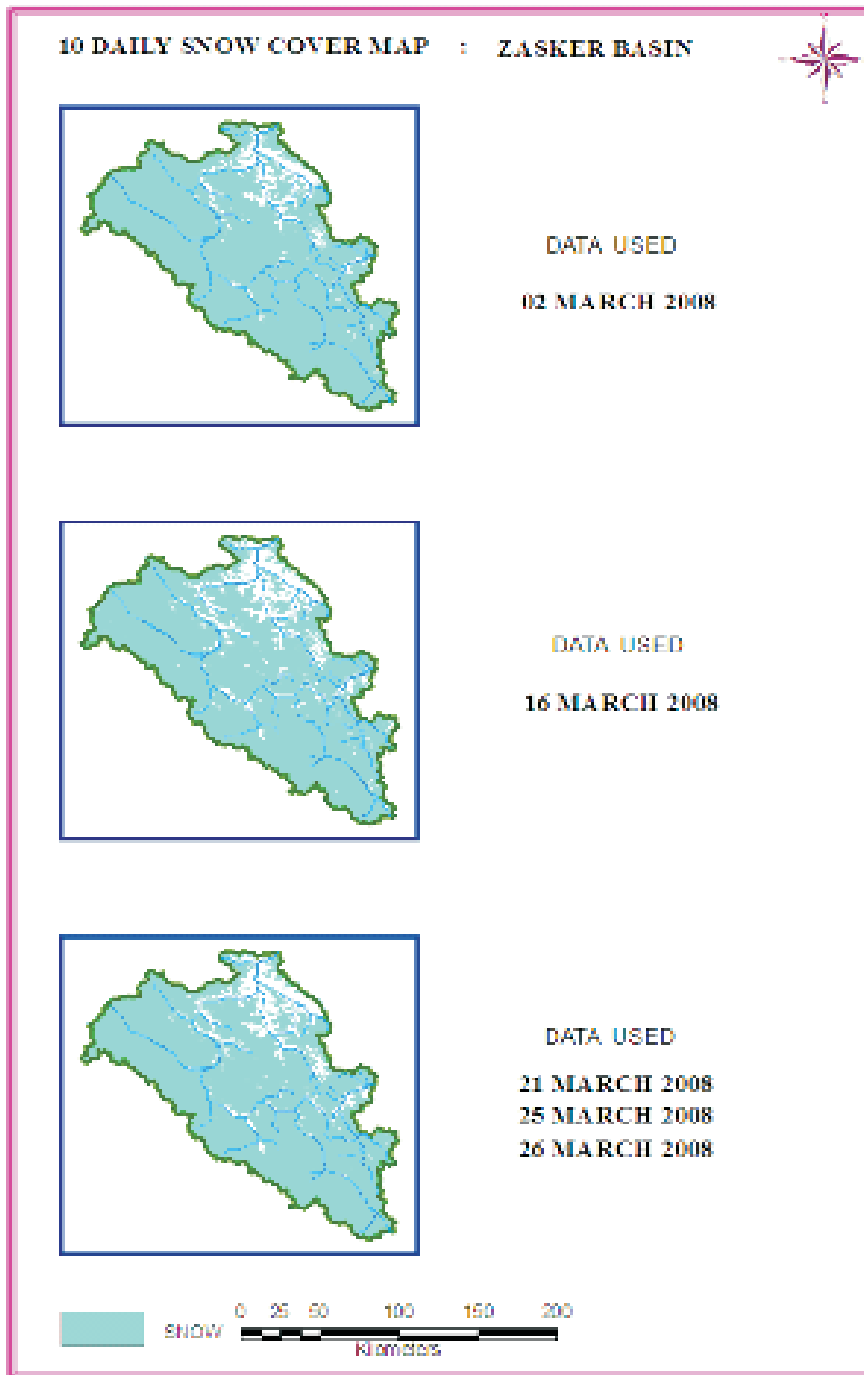 10 DAILY SNOW COVER MAP : ZASKER BASIN
DATA USED
02 MARCH 2008
DATA USED
16 MARCH 2008
DATA USED
21 MARCH 2008
25 MARCH 2008
26 MARCH 2008
0 25 50 100 150 200
SNOW
Kilometers